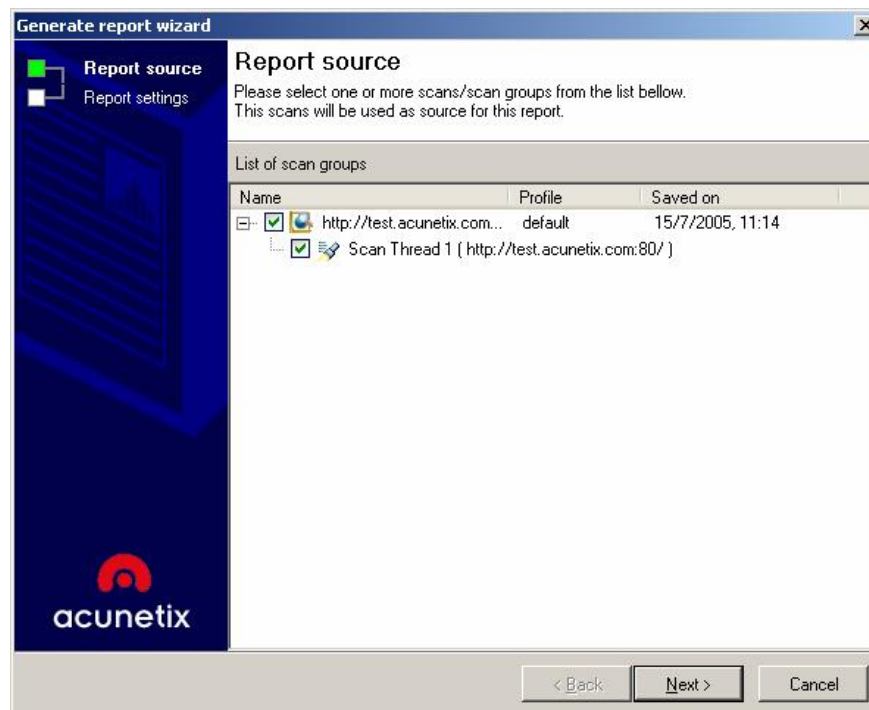 Generate report wizard
Report source
Report settings
Report source
Please select one or more scans/scan groups from the list bellow.
This scans will be used as source for this report.
List of scan groups
Name Profile Saved on
http://test.acunetix.com... default 15/7/2005, 11:14
Scan Thread 1 ( http://test.acunetix.com:80/ )
acunetix
< Back Next > Cancel